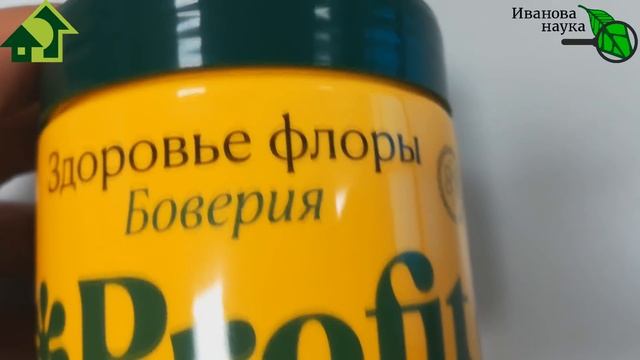 Иванова
наука
Здоровье флоры
Боверия
Profit